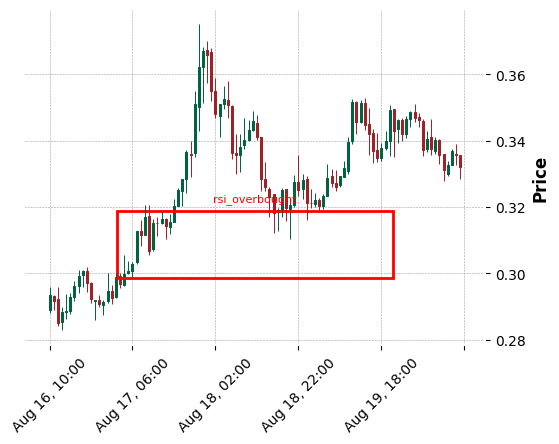 0.36
0.34
0.32
0.30
0.28
Price
rsi_overbought
Aug 16, 10:00
Aug 17, 06:00
Aug 18, 02:00
Aug 18, 22:00
Aug 19, 18:00